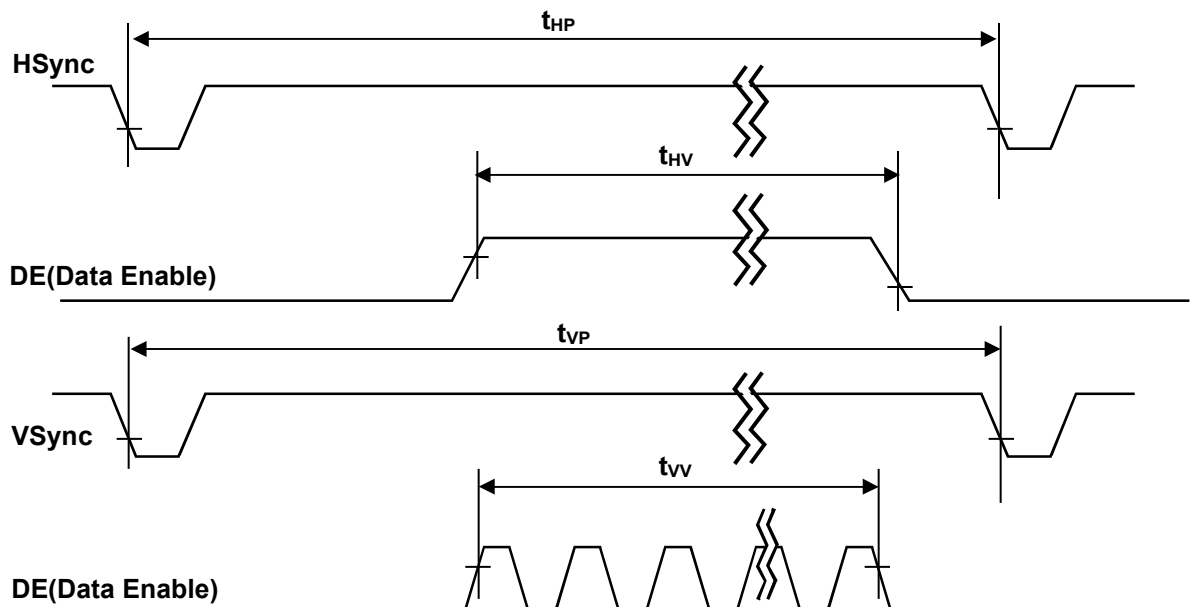 tHP
HSync
tHV
DE(Data Enable)
tVP
VSync
tVV
DE(Data Enable)